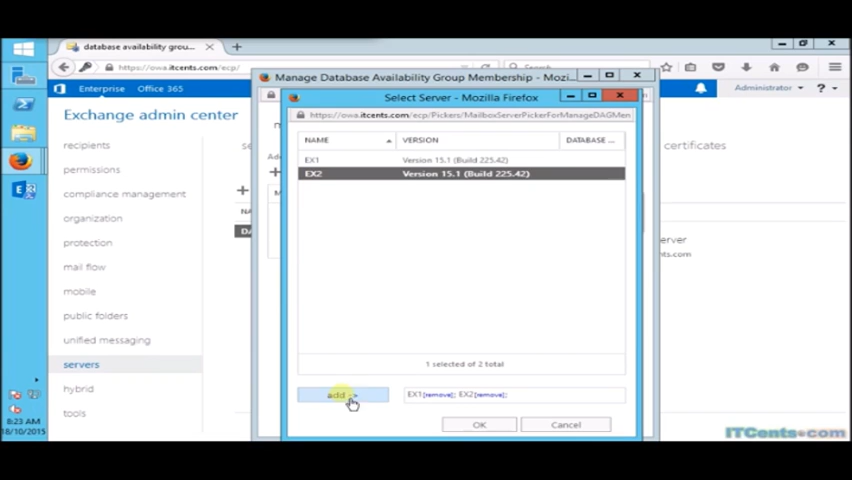 database availability grou...
https://owa.itcents.com/ecp/
Search
Manage Database Availability Group Membership - Mozi...
Enterprise
Office 365
Administrator
?
Select Server - Mozilla Firefox
https://owa.itcents.com/ecp/Pickers/MailboxServerPickerForManageDAGMem
Exchange admin center
recipients
permissions
compliance management
organization
protection
mail flow
mobile
public folders
unified messaging
servers
hybrid
tools
certificates
NAME
VERSION
DATABASE ...
EX1
Version 15.1 (Build 225.42)
EX2
Version 15.1 (Build 225.42)
1 selected of 2 total
add ->
EX1[remove]; EX2[remove];
OK
Cancel
8:23 AM
18/10/2015
ITCents.com